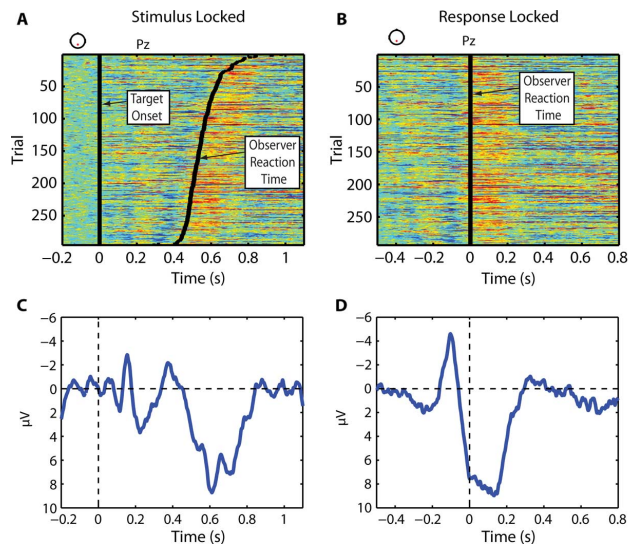 A Stimulus Locked
Pz
Trial
50
100
150
200
250
Target
Onset
Observer
Reaction
Time
−0.2 0 0.2 0.4 0.6 0.8 1
Time (s)
B Response Locked
Pz
Trial
50
100
150
200
250
Observer
Reaction
Time
−0.4 −0.2 0 0.2 0.4 0.6 0.8
Time (s)
C
μV
−6
−4
−2
0
2
4
6
8
10
−0.2 0 0.2 0.4 0.6 0.8 1
Time (s)
D
μV
−6
−4
−2
0
2
4
6
8
10
−0.4 −0.2 0 0.2 0.4 0.6 0.8
Time (s)